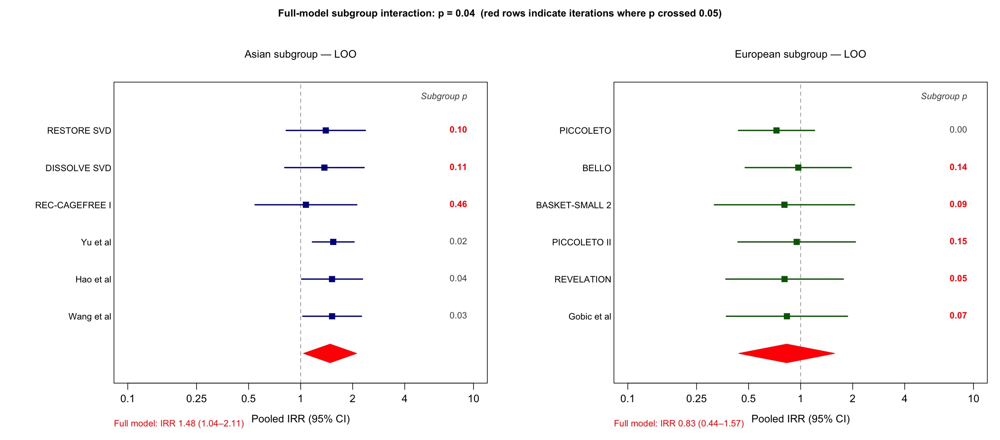 Full-model subgroup interaction: p = 0.04  (red rows indicate iterations where p crossed 0.05)
Asian subgroup — LOO
Subgroup p
RESTORE SVD 0.10
DISSOLVE SVD 0.11
REC-CAGEFREE I 0.46
Yu et al 0.02
Hao et al 0.04
Wang et al 0.03
0.1 0.25 0.5 1 2 4 10
Pooled IRR (95% CI)
Full model: IRR 1.48 (1.04–2.11)
European subgroup — LOO
Subgroup p
PICCOLETO 0.00
BELLO 0.14
BASKET-SMALL 2 0.09
PICCOLETO II 0.15
REVELATION 0.05
Gobic et al 0.07
0.1 0.25 0.5 1 2 4 10
Pooled IRR (95% CI)
Full model: IRR 0.83 (0.44–1.57)